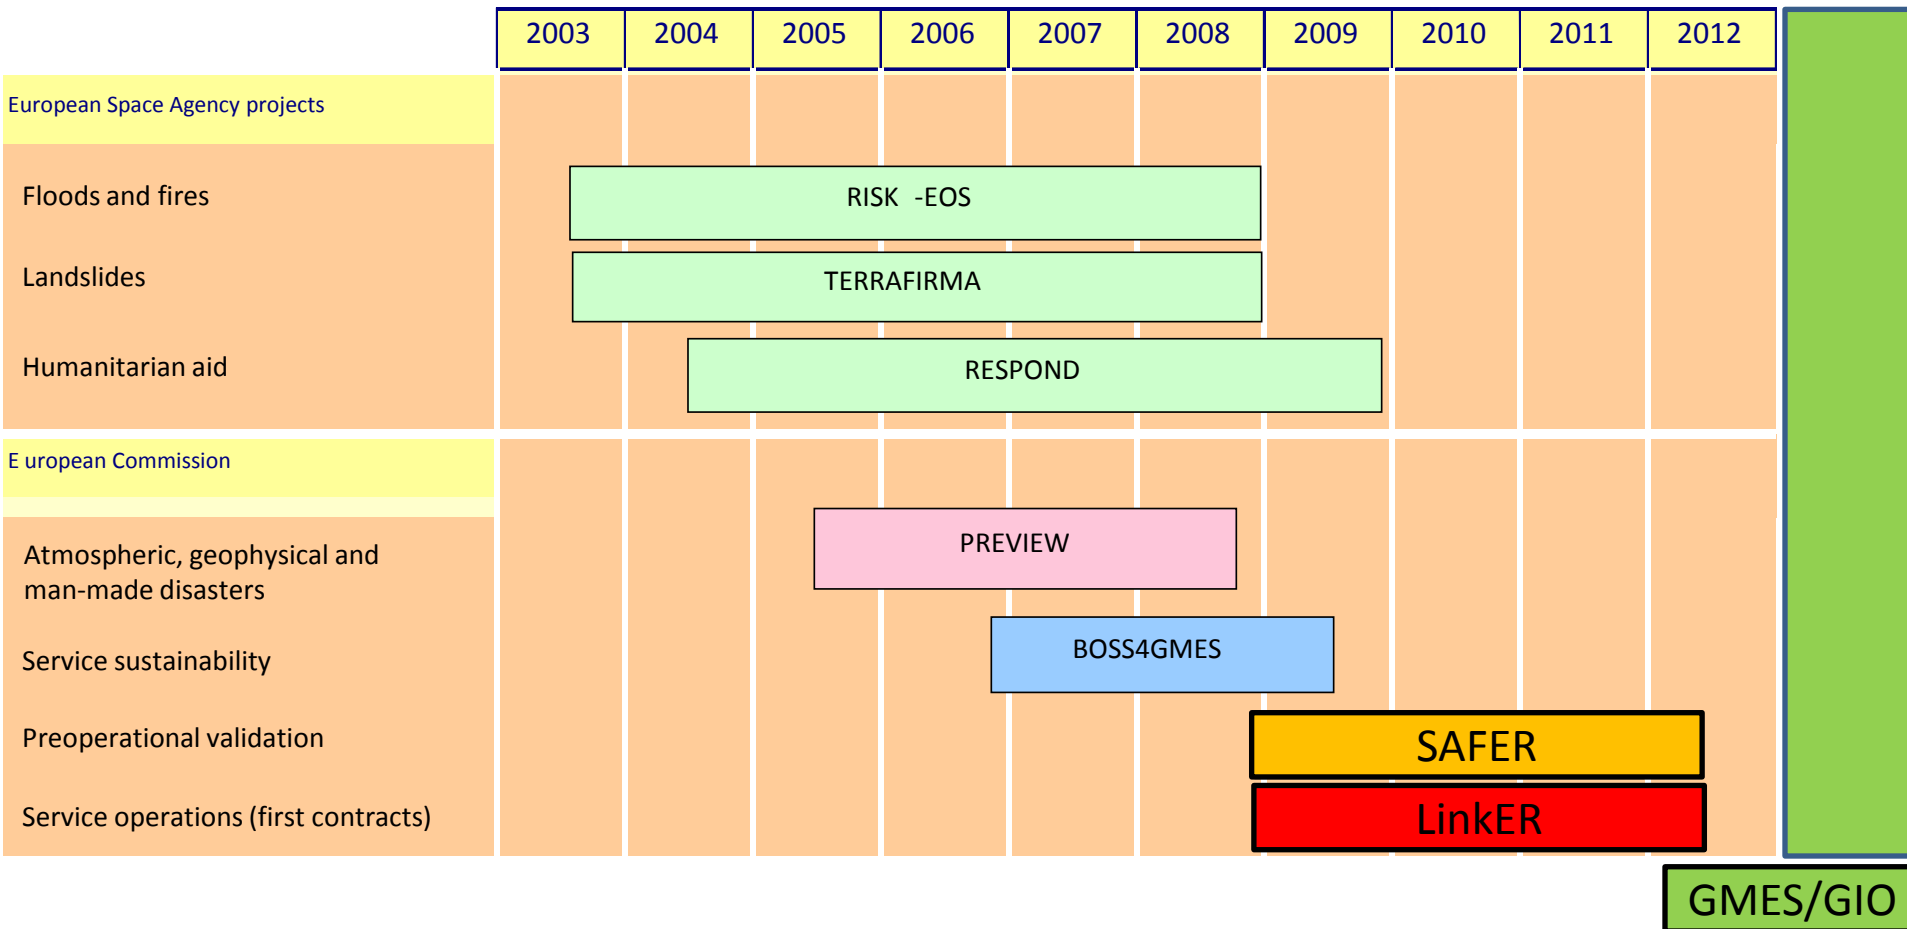 2003 2004 2005 2006 2007 2008 2009 2010 2011 2012
European Space Agency projects
Floods and fires
RISK -EOS
Landslides
TERRAFIRMA
Humanitarian aid
RESPOND
E uropean Commission
Atmospheric, geophysical and
man-made disasters
PREVIEW
Service sustainability
BOSS4GMES
Preoperational validation
SAFER
Service operations (first contracts)
LinkER
GMES/GIO